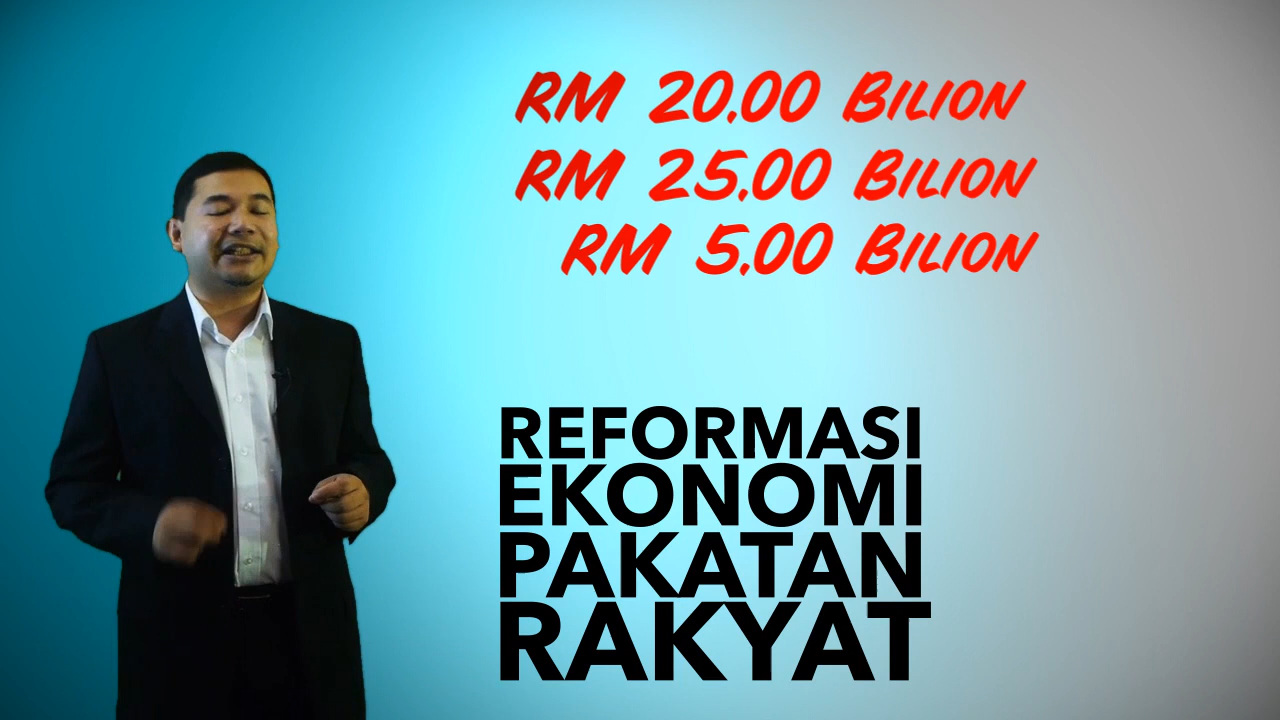 RM 20.00 BILION
RM 25.00 BILION
RM 5.00 BILION
REFORMASI
EKONOMI
PAKATAN
RAKYAT